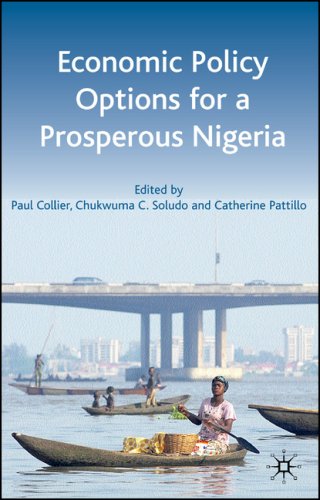 Economic Policy
Options for a
Prosperous Nigeria
Edited by
Paul Collier, Chukwuma C. Soludo and Catherine Pattillo